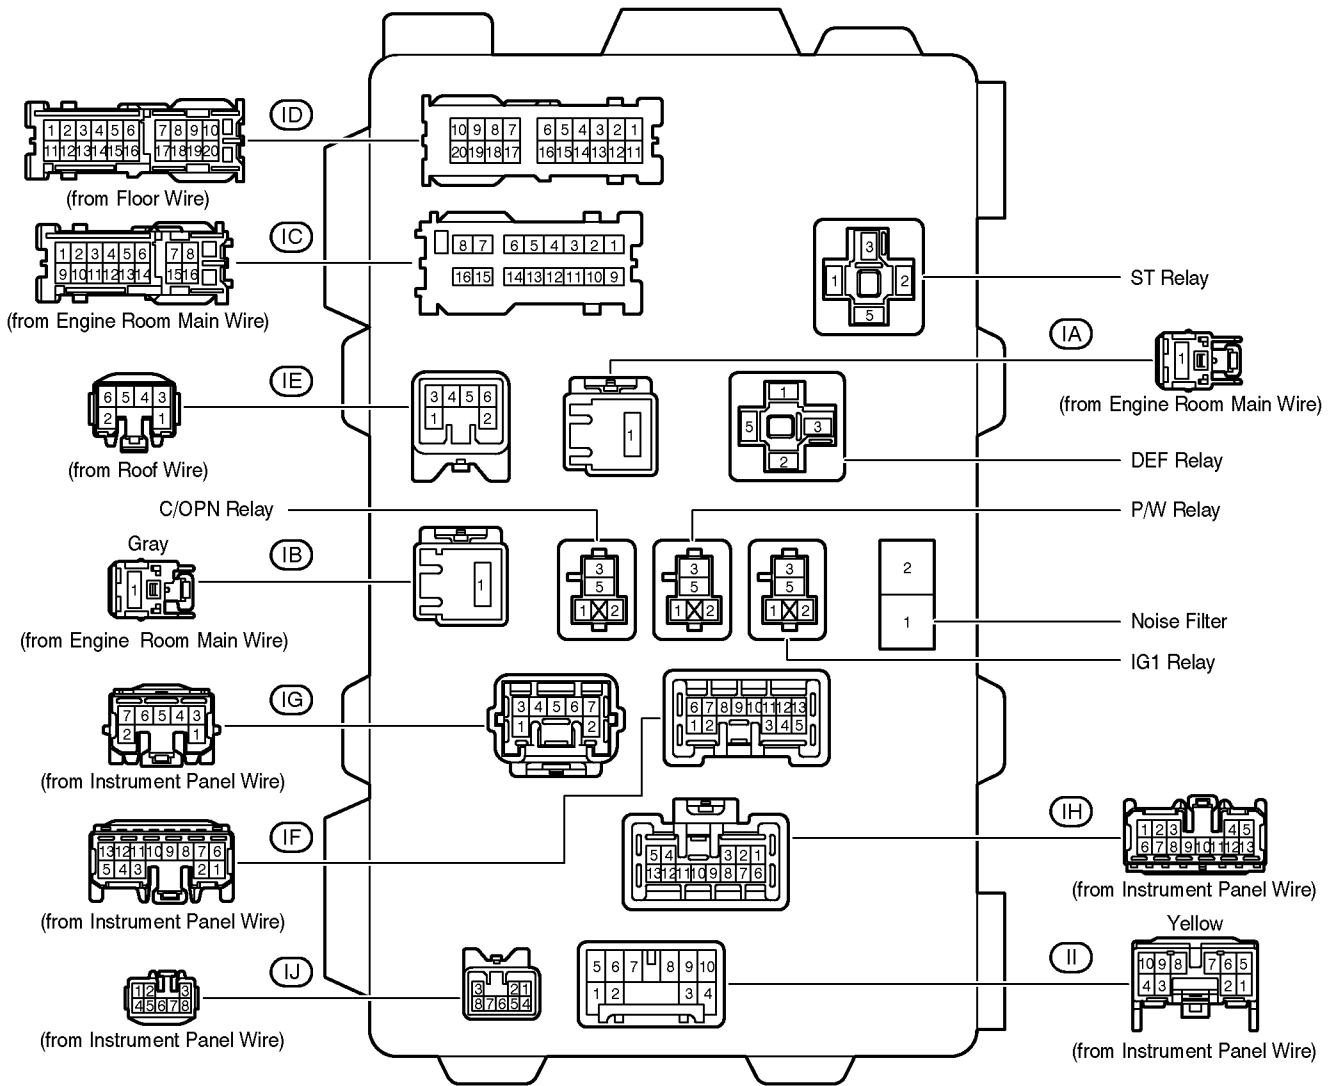 ID
1 2 3 4 5 6 7 8 9 10
11 12 13 14 15 16 17 18 19 20
(from Floor Wire)
10 9 8 7 6 5 4 3 2 1
20 19 18 17 16 15 14 13 12 11
IC
1 2 3 4 5 6 7 8
9 10 11 12 13 14 15 16
(from Engine Room Main Wire)
8 7 6 5 4 3 2 1
16 15 14 13 12 11 10 9
3
1 2
5
ST Relay
IA
1
(from Engine Room Main Wire)
IE
6 5 4 3
2 1
(from Roof Wire)
3 4 5 6
1 2
1
1
5 3
2
DEF Relay
C/OPN Relay
P/W Relay
Gray
IB
1
(from Engine Room Main Wire)
1
3
5
1 2
3
5
1 2
3
5
1 2
2
1
Noise Filter
IG1 Relay
IG
7 6 5 4 3
2 1
(from Instrument Panel Wire)
3 4 5 6 7
1 2
6 7 8 9 10 11 12 13
1 2 3 4 5
IF
13 12 11 10 9 8 7 6
5 4 3 2 1
(from Instrument Panel Wire)
5 4 3 2 1
13 12 11 10 9 8 7 6
IH
1 2 3 4 5
6 7 8 9 10 11 12 13
(from Instrument Panel Wire)
IJ
1 2 3
4 5 6 7 8
(from Instrument Panel Wire)
3 2 1
8 7 6 5 4
5 6 7 8 9 10
1 2 3 4
II
Yellow
10 9 8 7 6 5
4 3 2 1
(from Instrument Panel Wire)